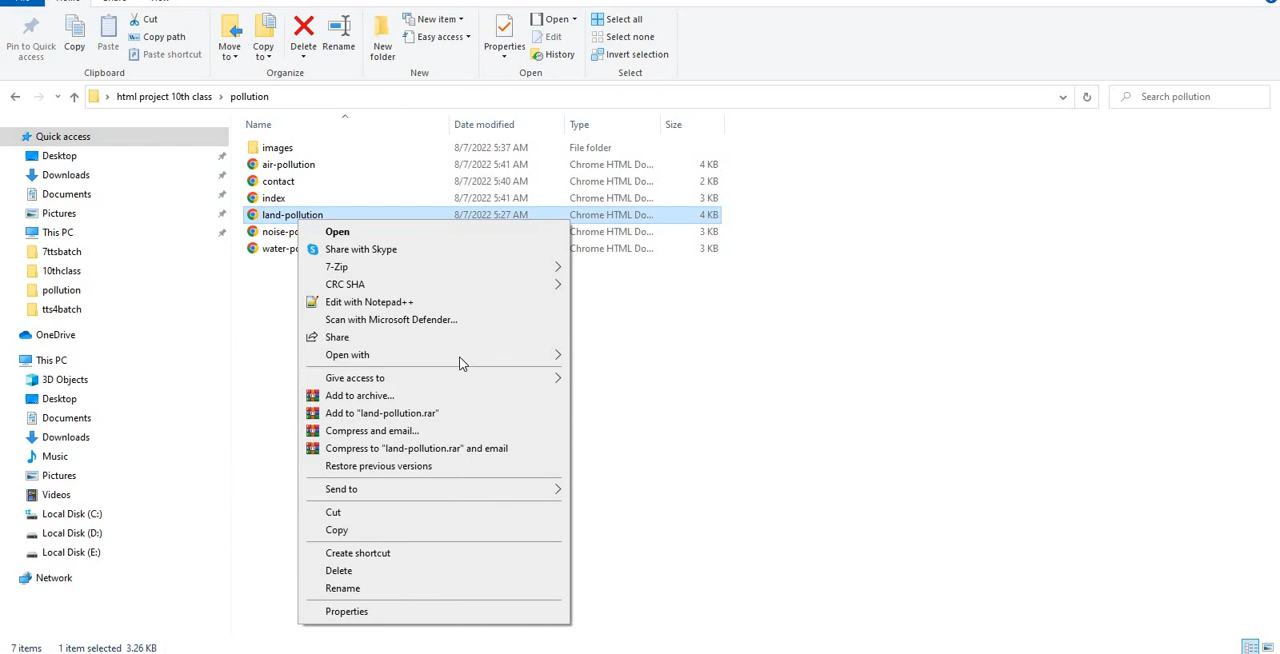 Pin to Quick access
Copy
Paste
Cut
Copy path
Paste shortcut
Clipboard
Move to
Copy to
Delete
Rename
Organize
New folder
New item
Easy access
New
Properties
Open
Edit
History
Open
Select all
Select none
Invert selection
Select
html project 10th class
pollution
Search pollution
Quick access
Desktop
Downloads
Documents
Pictures
This PC
7ttsbatch
10thclass
pollution
tts4batch
OneDrive
This PC
3D Objects
Desktop
Documents
Downloads
Music
Pictures
Videos
Local Disk (C:)
Local Disk (D:)
Local Disk (E:)
Network
Name Date modified Type Size
images 8/7/2022 5:37 AM File folder
air-pollution 8/7/2022 5:41 AM Chrome HTML Do... 4 KB
contact 8/7/2022 5:40 AM Chrome HTML Do... 2 KB
index 8/7/2022 5:41 AM Chrome HTML Do... 3 KB
land-pollution 8/7/2022 5:27 AM Chrome HTML Do... 4 KB
noise-po Chrome HTML Do... 3 KB
water-po Chrome HTML Do... 3 KB
Open
Share with Skype
7-Zip
CRC SHA
Edit with Notepad++
Scan with Microsoft Defender...
Share
Open with
Give access to
Add to archive...
Add to "land-pollution.rar"
Compress and email...
Compress to "land-pollution.rar" and email
Restore previous versions
Send to
Cut
Copy
Create shortcut
Delete
Rename
Properties
7 items 1 item selected 3.26 KB